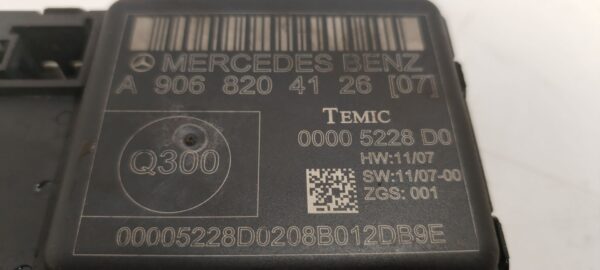 MERCEDES BENZ
A 906 820 41 26 [07]
TEMIC
0000 5228 D0
Q300
HW:11/07
SW:11/07-00
ZGS: 001
00005228D0208B012DB9E